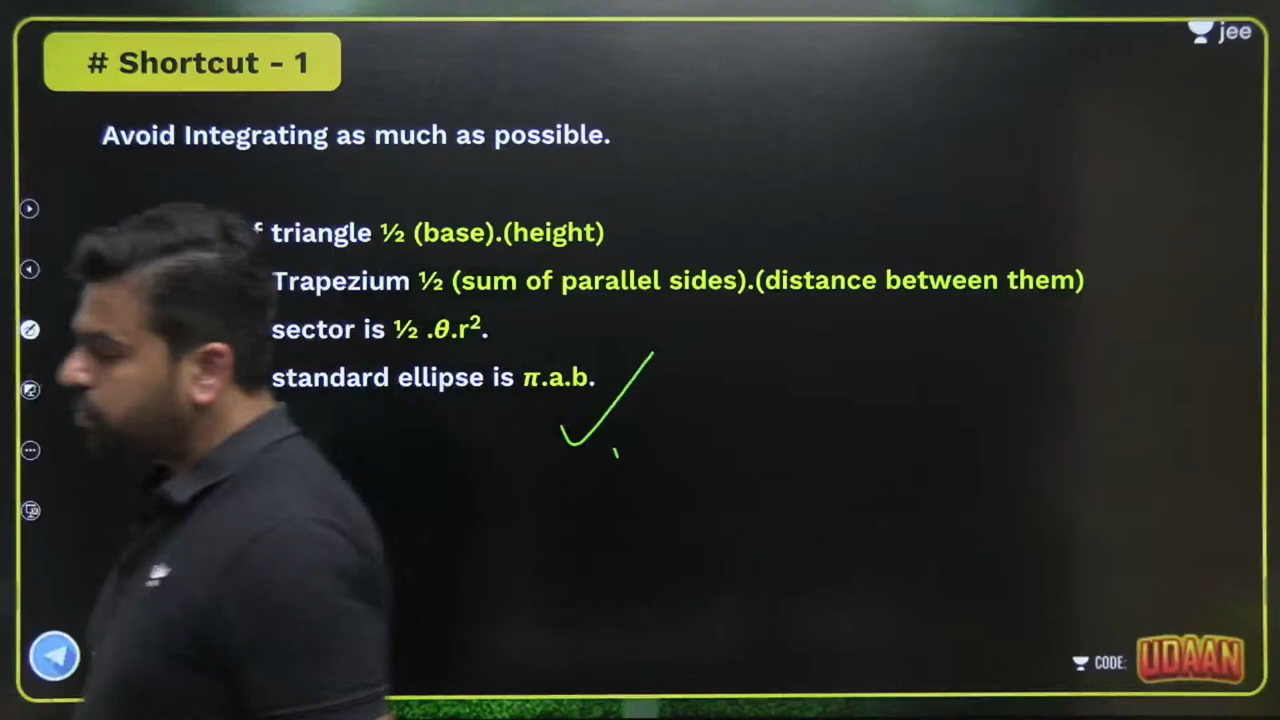 jee
# Shortcut - 1
Avoid Integrating as much as possible.
f triangle ½ (base).(height)
Trapezium ½ (sum of parallel sides).(distance between them)
sector is ½ .θ.r².
standard ellipse is π.a.b.
CODE: UDAAN